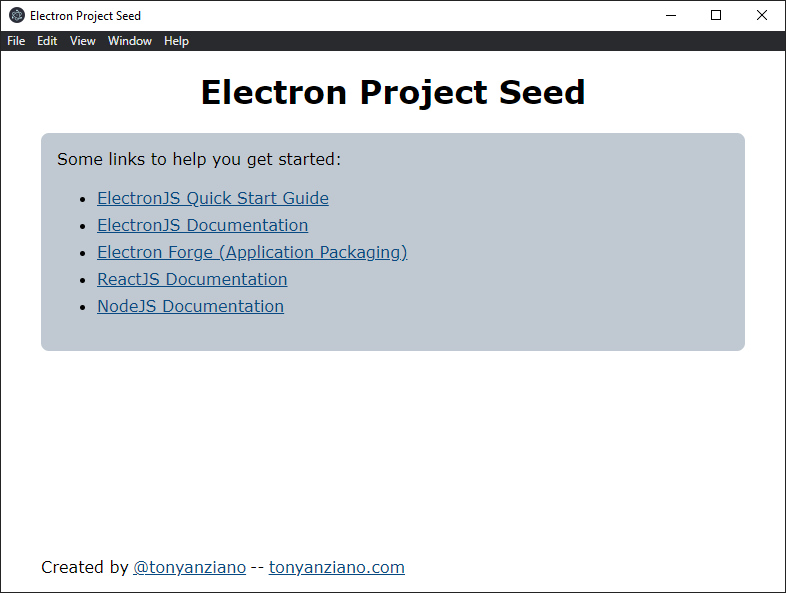 Electron Project Seed
File Edit View Window Help
Electron Project Seed
Some links to help you get started:
ElectronJS Quick Start Guide
ElectronJS Documentation
Electron Forge (Application Packaging)
ReactJS Documentation
NodeJS Documentation
Created by @tonyanziano -- tonyanziano.com